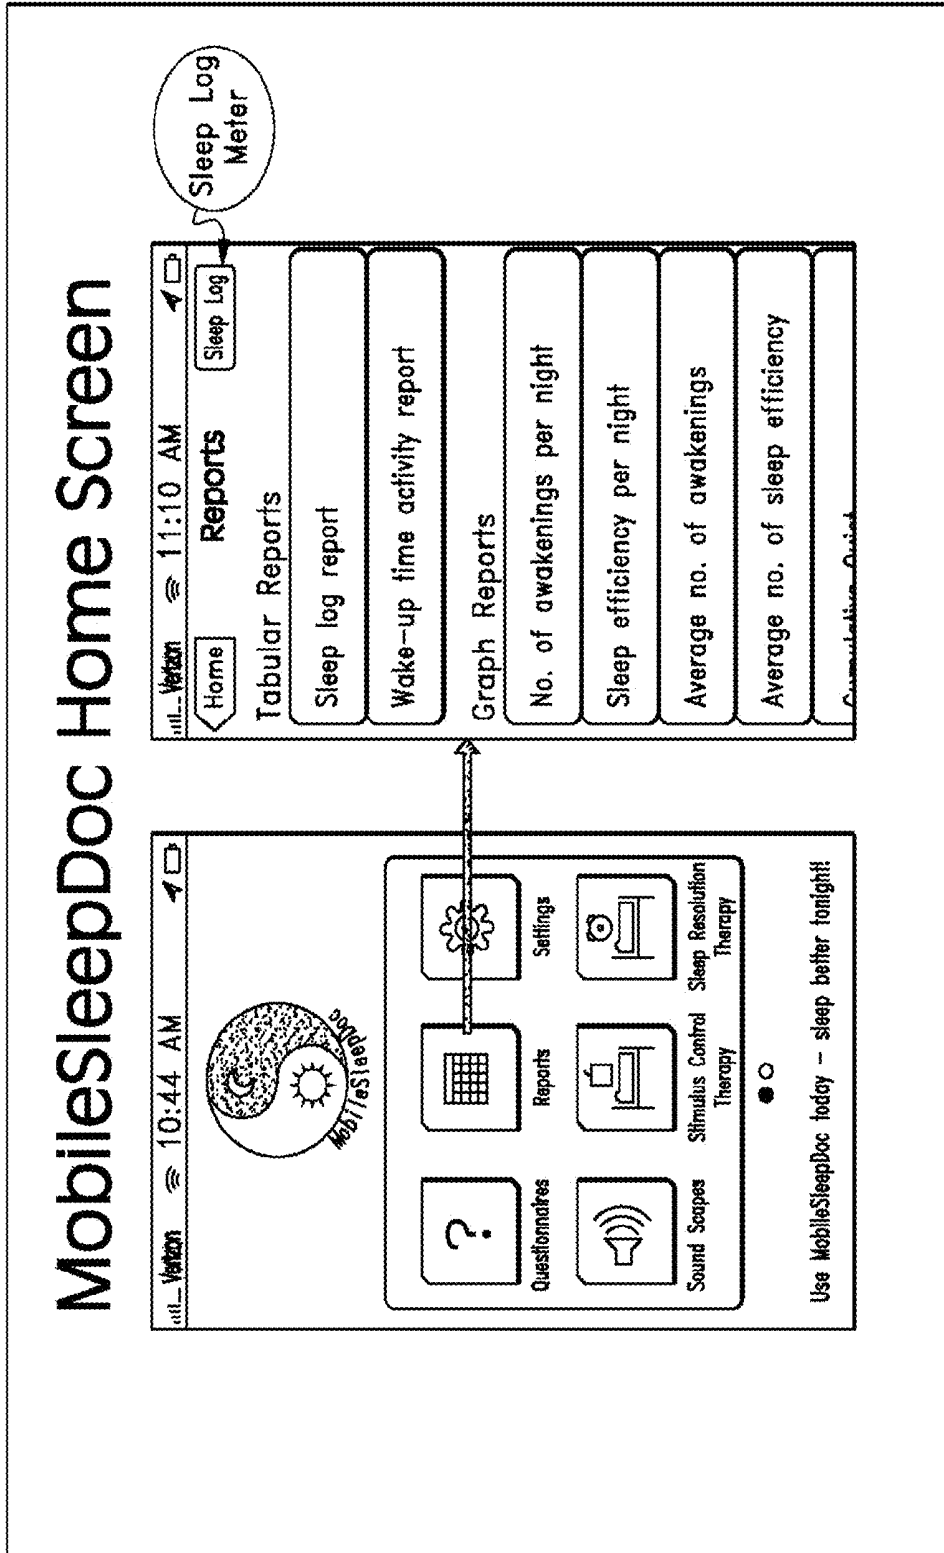 MobileSleepDoc Home Screen
Verizon 10:44 AM
MobileSleepDoc
?
Questionnaires
Reports
Settings
Sound Scapes
Stimulus Control
Therapy
Sleep Resolution
Therapy
Use MobileSleepDoc today – sleep better tonight!
Verizon 11:10 AM
Home
Reports
Sleep Log
Sleep Log
Meter
Tabular Reports
Sleep log report
Wake-up time activity report
Graph Reports
No. of awakenings per night
Sleep efficiency per night
Average no. of awakenings
Average no. of sleep efficiency